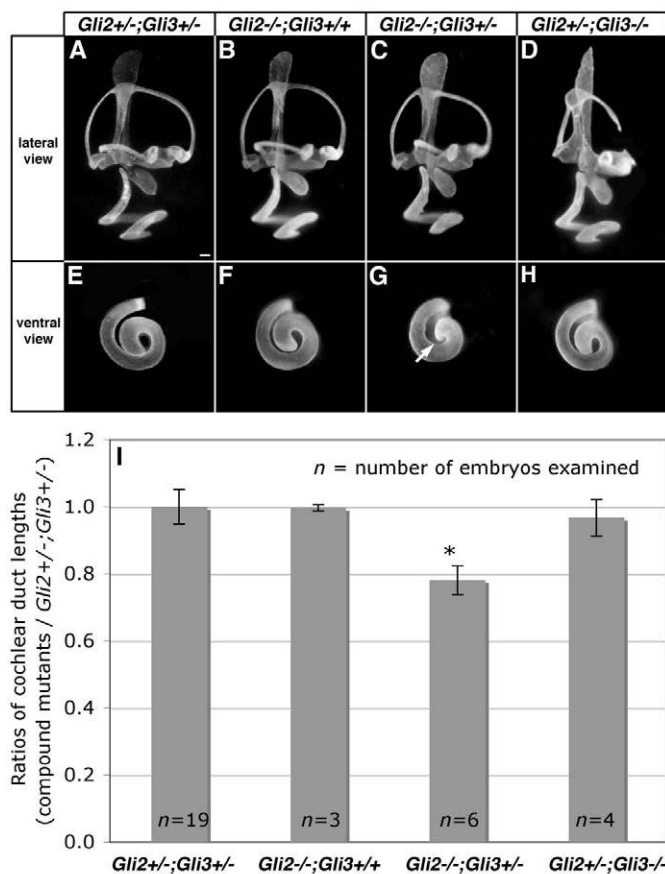 Gli2+/-;Gli3+/- Gli2-/-;Gli3+/+ Gli2-/-;Gli3+/- Gli2+/-;Gli3-/-
A B C D
lateral
view
E F G H
ventral
view
I
n = number of embryos examined
Ratios of cochlear duct lengths
(compound mutants / Gli2+/-;Gli3+/-)
1.2
1.0
0.8
0.6
0.4
0.2
0.0
*
n=19 n=3 n=6 n=4
Gli2+/-;Gli3+/- Gli2-/-;Gli3+/+ Gli2-/-;Gli3+/- Gli2+/-;Gli3-/-